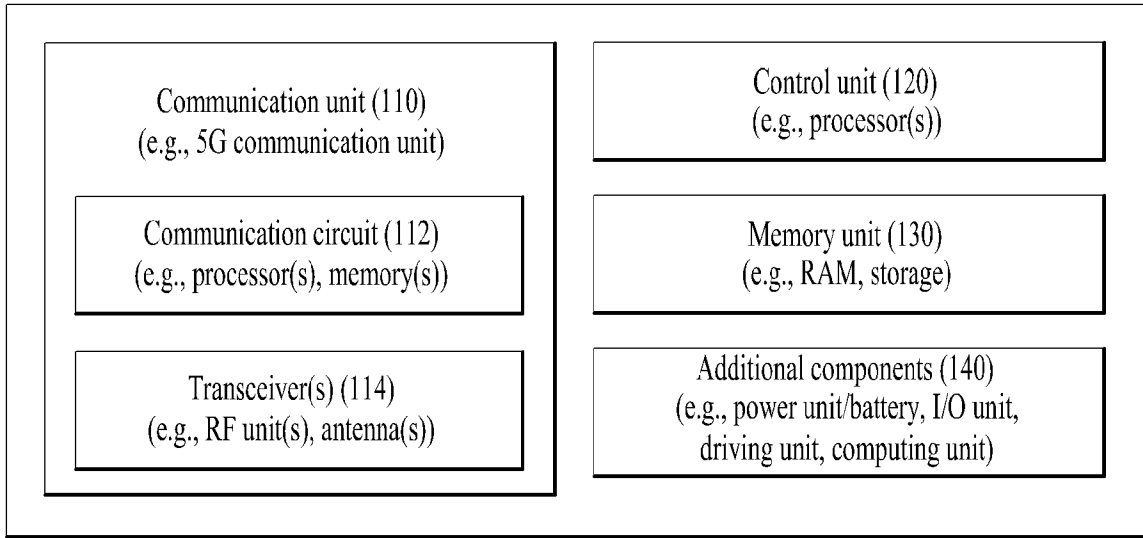 Communication unit (110)
(e.g., 5G communication unit)
Communication circuit (112)
(e.g., processor(s), memory(s))
Transceiver(s) (114)
(e.g., RF unit(s), antenna(s))
Control unit (120)
(e.g., processor(s))
Memory unit (130)
(e.g., RAM, storage)
Additional components (140)
(e.g., power unit/battery, I/O unit,
driving unit, computing unit)